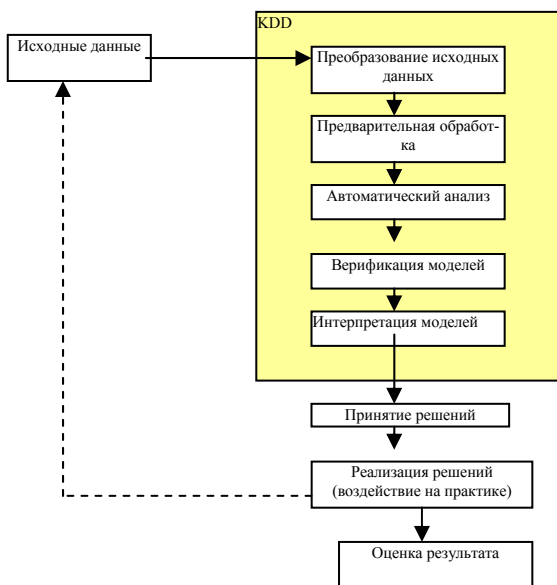 KDD
Исходные данные
Преобразование исходных
данных
Предварительная обработ-
ка
Автоматический анализ
Верификация моделей
Интерпретация моделей
Принятие решений
Реализация решений
(воздействие на практике)
Оценка результата